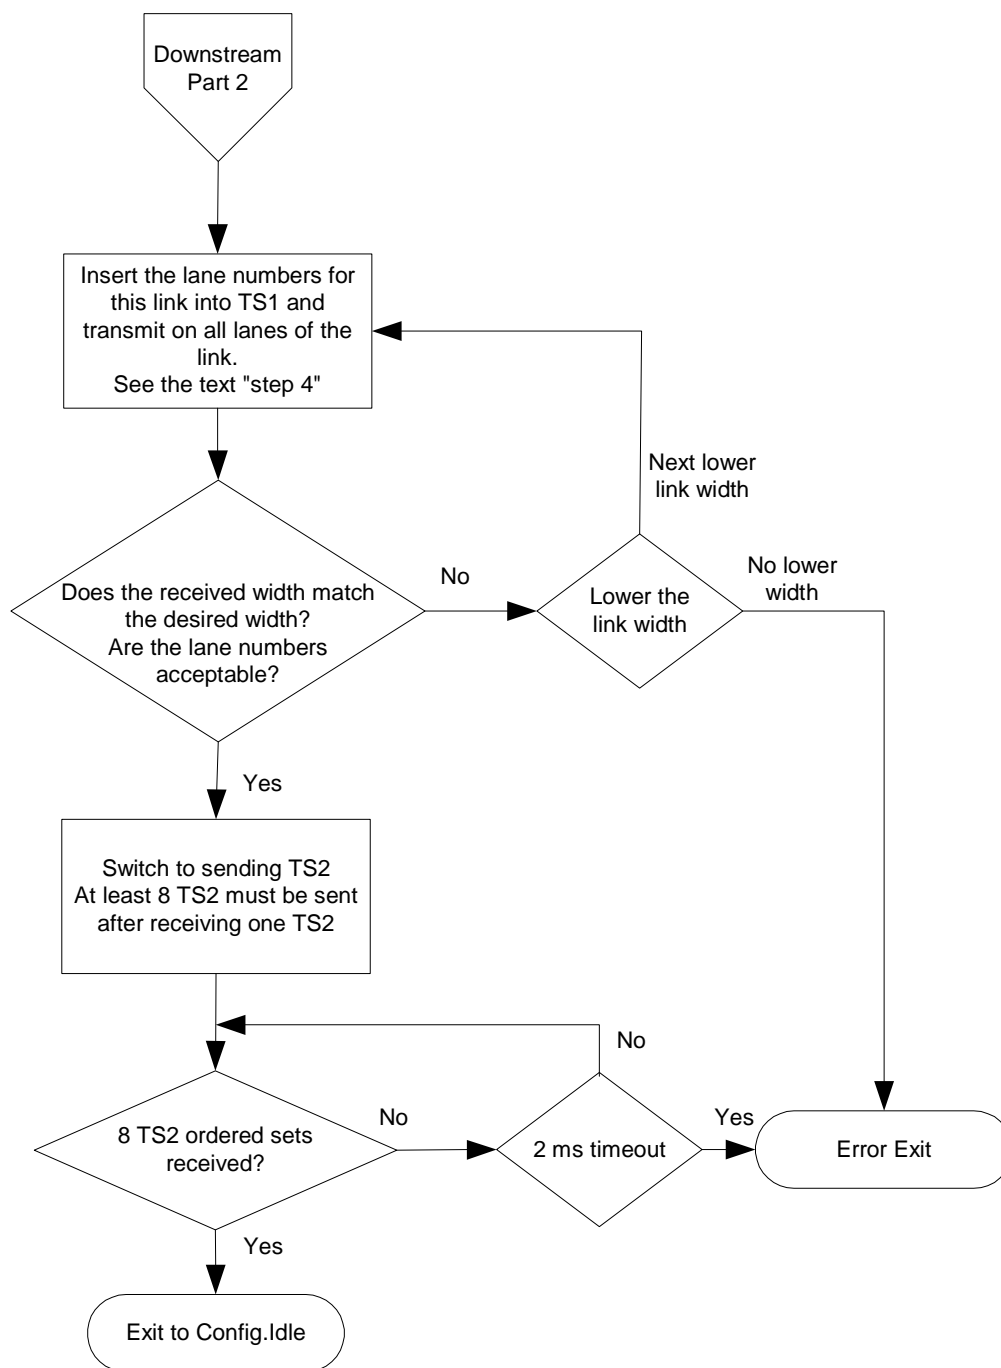 Downstream
Part 2
Insert the lane numbers for
this link into TS1 and
transmit on all lanes of the
link.
See the text "step 4"
Next lower
link width
No lower
width
No
Does the received width match
the desired width?
Are the lane numbers
acceptable?
Lower the
link width
Yes
Switch to sending TS2
At least 8 TS2 must be sent
after receiving one TS2
No
No
Yes
8 TS2 ordered sets
received?
2 ms timeout
Error Exit
Yes
Exit to Config.Idle